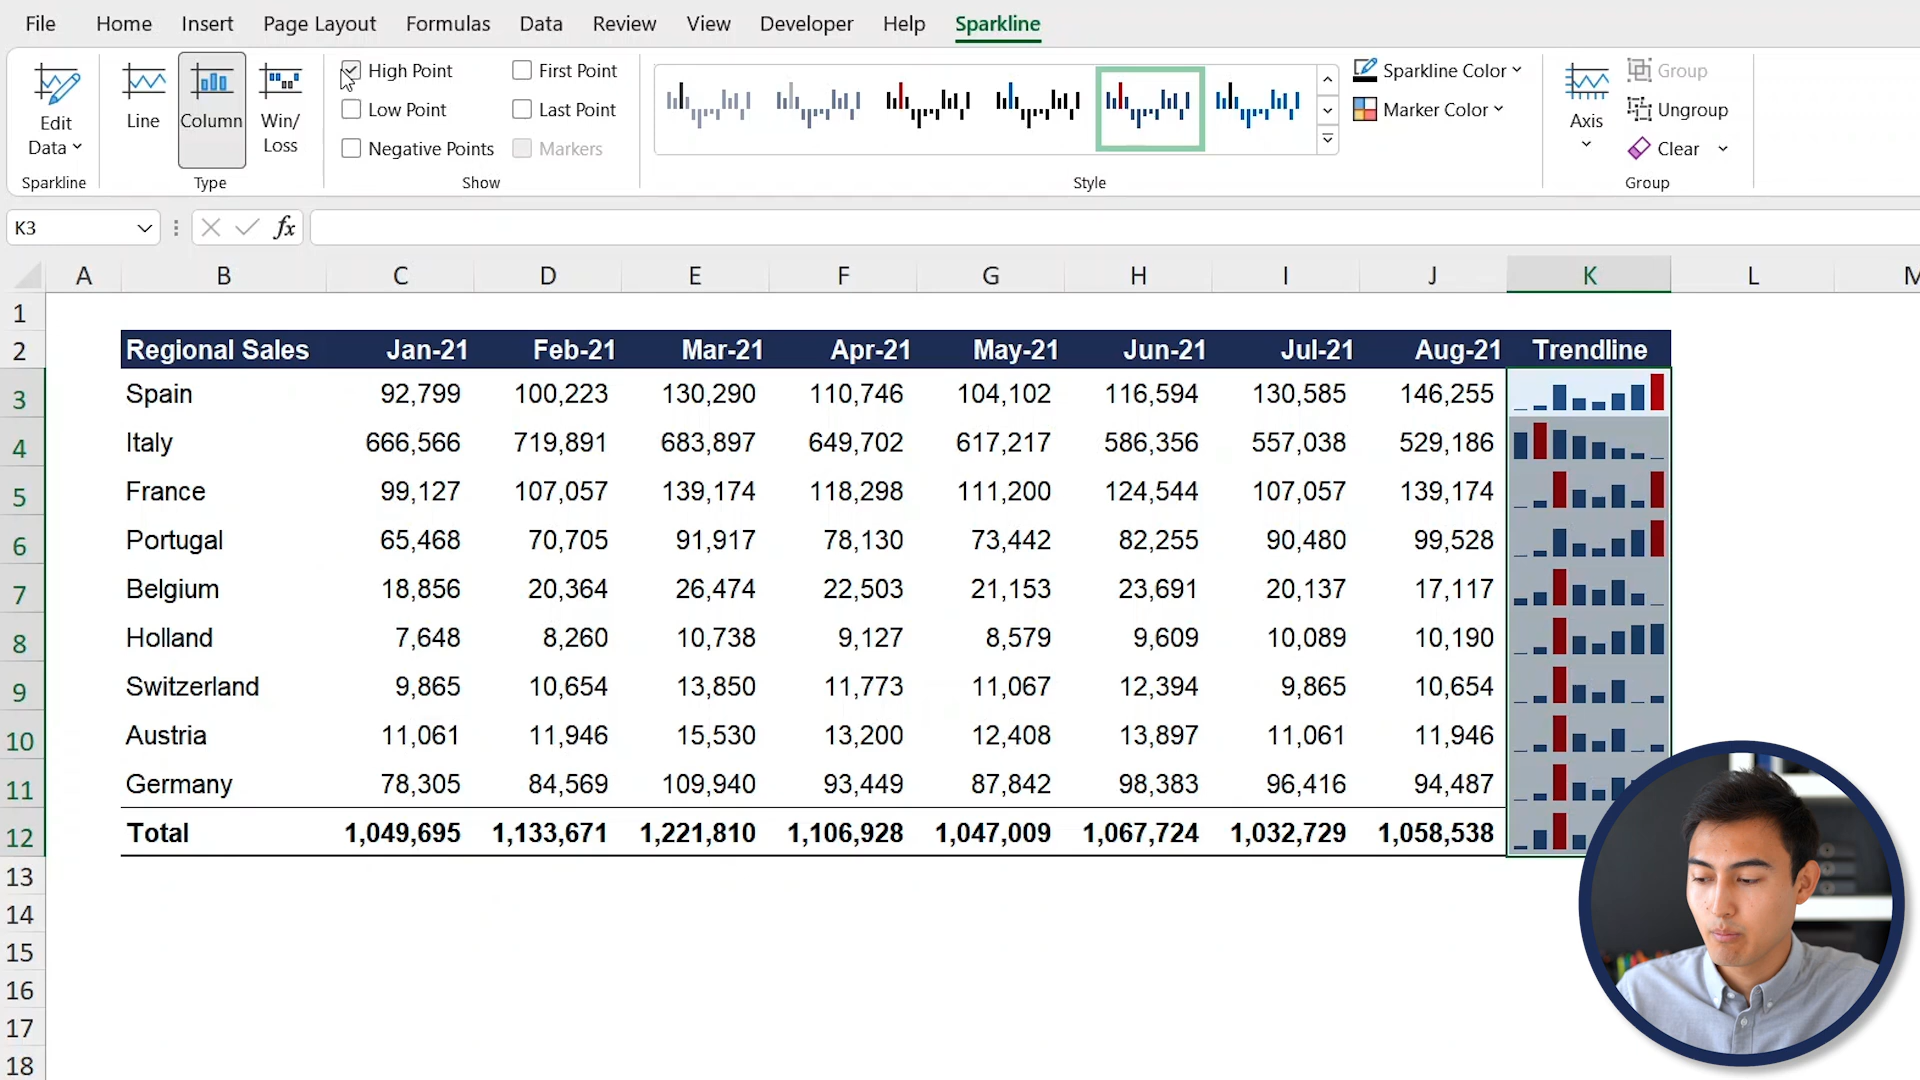 File Home Insert Page Layout Formulas Data Review View Developer Help Sparkline
Edit Data
Sparkline
Line
Column
Win/
Loss
Type
High Point
Low Point
Negative Points
First Point
Last Point
Markers
Show
Style
Sparkline Color
Marker Color
Axis
Group
Ungroup
Clear
Group
K3 fx
A B C D E F G H I J K L M
1
2 Regional Sales Jan-21 Feb-21 Mar-21 Apr-21 May-21 Jun-21 Jul-21 Aug-21 Trendline
3 Spain 92,799 100,223 130,290 110,746 104,102 116,594 130,585 146,255
4 Italy 666,566 719,891 683,897 649,702 617,217 586,356 557,038 529,186
5 France 99,127 107,057 139,174 118,298 111,200 124,544 107,057 139,174
6 Portugal 65,468 70,705 91,917 78,130 73,442 82,255 90,480 99,528
7 Belgium 18,856 20,364 26,474 22,503 21,153 23,691 20,137 17,117
8 Holland 7,648 8,260 10,738 9,127 8,579 9,609 10,089 10,190
9 Switzerland 9,865 10,654 13,850 11,773 11,067 12,394 9,865 10,654
10 Austria 11,061 11,946 15,530 13,200 12,408 13,897 11,061 11,946
11 Germany 78,305 84,569 109,940 93,449 87,842 98,383 96,416 94,487
12 Total 1,049,695 1,133,671 1,221,810 1,106,928 1,047,009 1,067,724 1,032,729 1,058,538
13
14
15
16
17
18